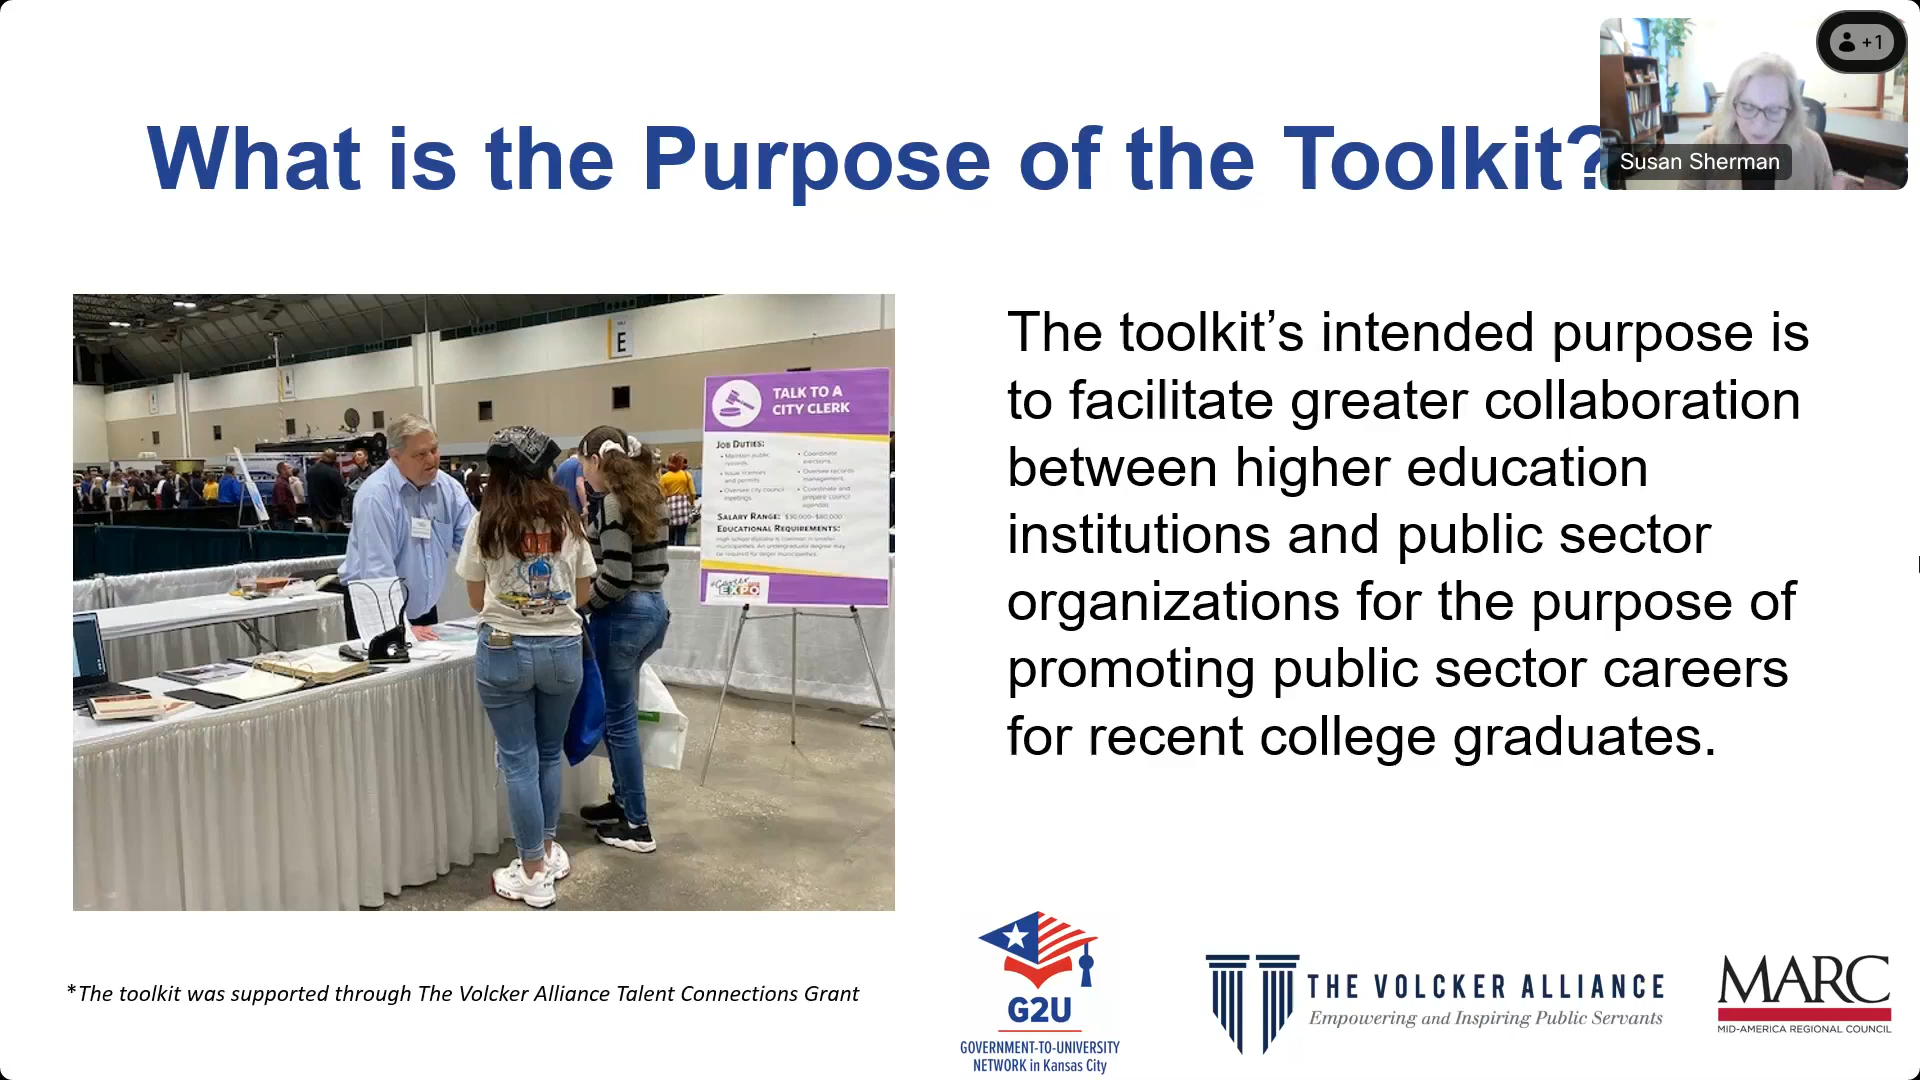 +1
Susan Sherman
What is the Purpose of the Toolkit?
E
TALK TO A
CITY CLERK
JOB DUTIES:
• Maintain public
records.
• Issue licenses
and permits
• Oversee city council
meetings.
• Coordinate
elections.
• Oversee records
management.
• Coordinate and
prepare council
agendas
SALARY RANGE: $30,000-$80,000
EDUCATIONAL REQUIREMENTS:
High school diploma is common in smaller
municipalities. An undergraduate degree may
be required for larger municipalities.
EXPO
The toolkit’s intended purpose is
to facilitate greater collaboration
between higher education
institutions and public sector
organizations for the purpose of
promoting public sector careers
for recent college graduates.
*The toolkit was supported through The Volcker Alliance Talent Connections Grant
G2U
GOVERNMENT-TO-UNIVERSITY
NETWORK in Kansas City
THE VOLCKER ALLIANCE
Empowering and Inspiring Public Servants
MARC
MID-AMERICA REGIONAL COUNCIL